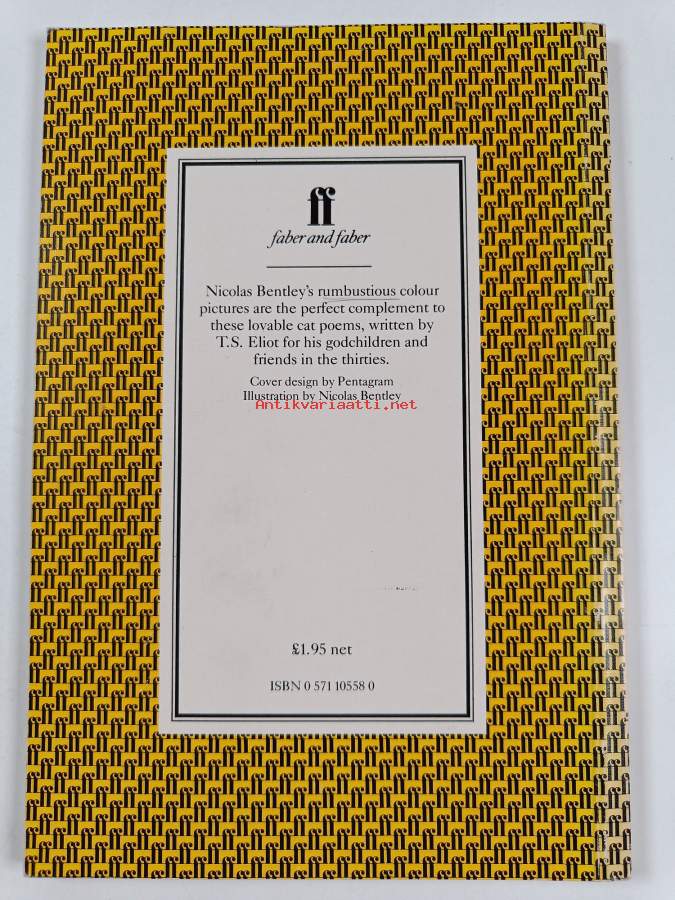 ff
faber and faber
Nicolas Bentley's rumbustious colour
pictures are the perfect complement to
these lovable cat poems, written by
T.S. Eliot for his godchildren and
friends in the thirties.
Cover design by Pentagram
Illustration by Nicolas Bentley
Antikvariaatti.net
£1.95 net
ISBN 0 571 10558 0